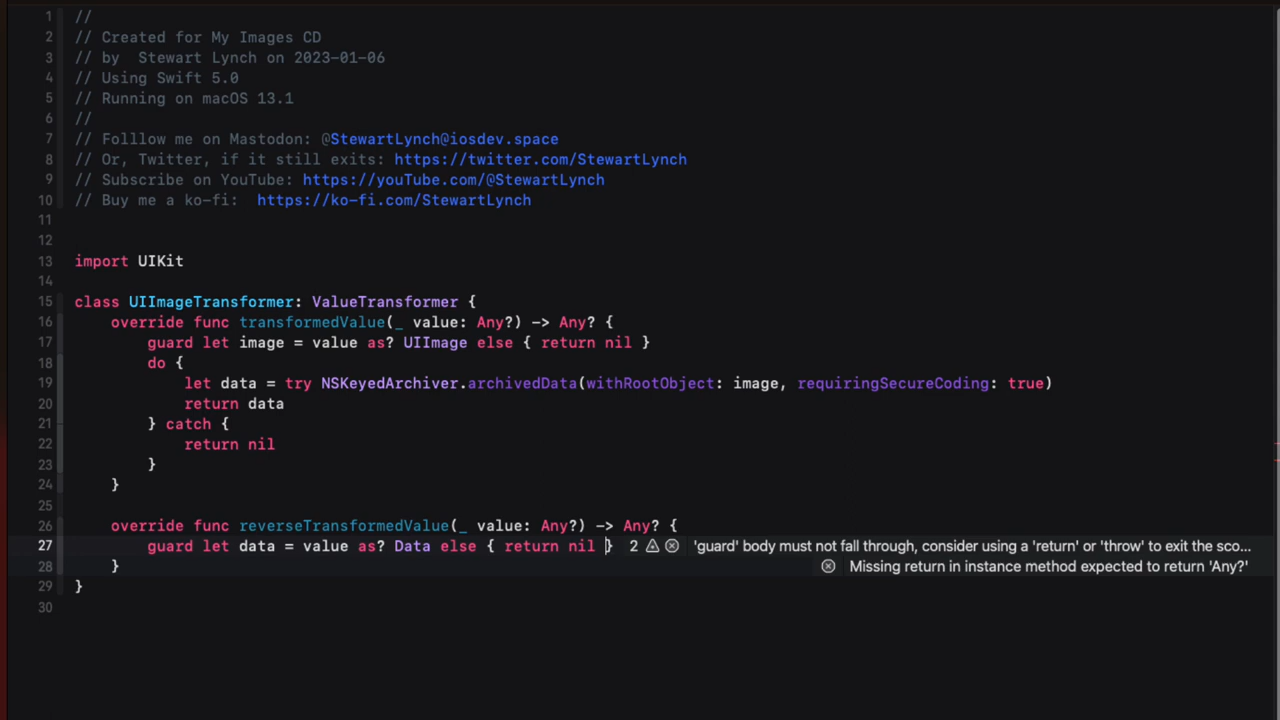 1 //
2 // Created for My Images CD
3 // by  Stewart Lynch on 2023-01-06
4 // Using Swift 5.0
5 // Running on macOS 13.1
6 //
7 // Folllow me on Mastodon: @StewartLynch@iosdev.space
8 // Or, Twitter, if it still exits: https://twitter.com/StewartLynch
9 // Subscribe on YouTube: https://youTube.com/@StewartLynch
10 // Buy me a ko-fi:  https://ko-fi.com/StewartLynch
11
12
13 import UIKit
14
15 class UIImageTransformer: ValueTransformer {
16     override func transformedValue(_ value: Any?) -> Any? {
17         guard let image = value as? UIImage else { return nil }
18         do {
19             let data = try NSKeyedArchiver.archivedData(withRootObject: image, requiringSecureCoding: true)
20             return data
21         } catch {
22             return nil
23         }
24     }
25
26     override func reverseTransformedValue(_ value: Any?) -> Any? {
27         guard let data = value as? Data else { return nil } 2 'guard' body must not fall through, consider using a 'return' or 'throw' to exit the sco...
28     } Missing return in instance method expected to return 'Any?'
29 }
30